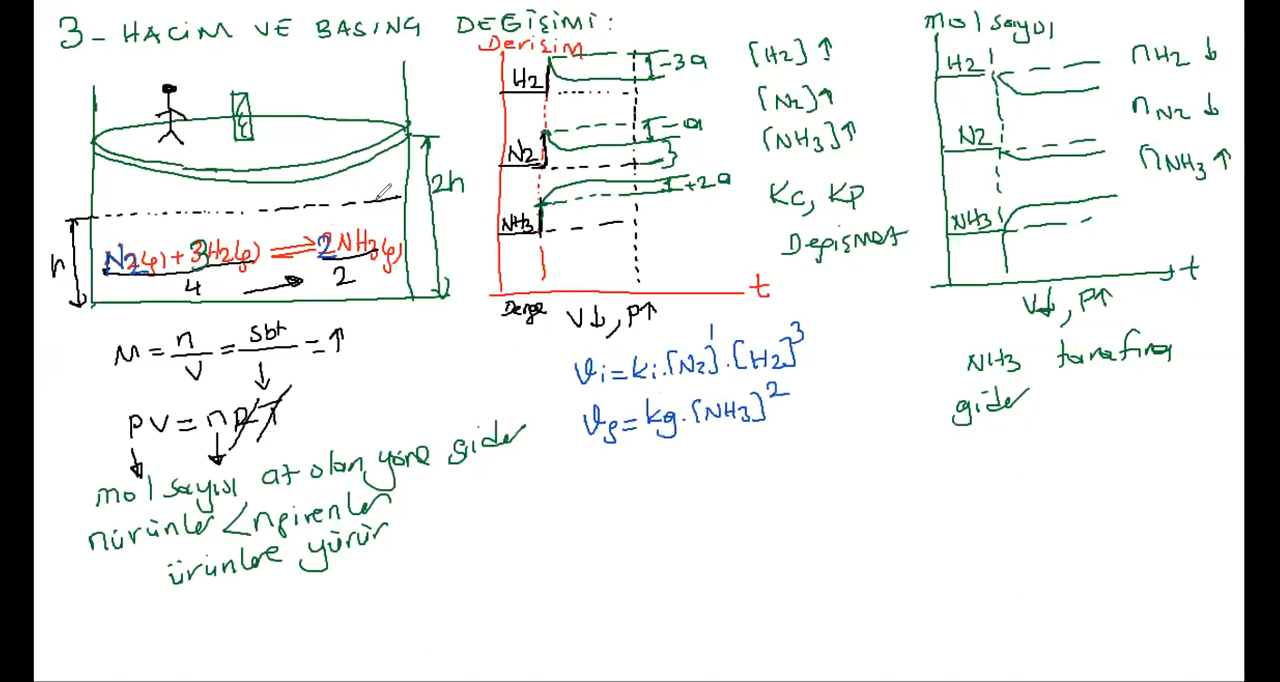 3- HACİM VE BASINÇ DEĞİŞİMİ:
2h
h
N2(g) + 3H2(g) ⇌ 2NH3(g)
4 → 2
M = n/V = sbt/↓ = ↑
PV = nRT
mol sayısı az olan yöne gider
nürünler < ngirenler
ürünlere yürür
Derişim
H2
N2
NH3
I-3a
I-a
3
I+2a
t
Denge
V↓, P↑
[H2]↑
[N2]↑
[NH3]↑
Kc, Kp
Değişmez
Vi = ki.[N2]^1.[H2]^3
Vg = kg.[NH3]^2
mol sayısı
H2
N2
NH3
t
V↓, P↑
nH2 ↓
nN2 ↓
nNH3 ↑
NH3 tarafına
gider